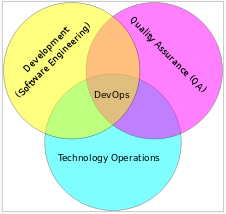 Development
(Software Engineering)
Quality Assurance (QA)
DevOps
Technology Operations